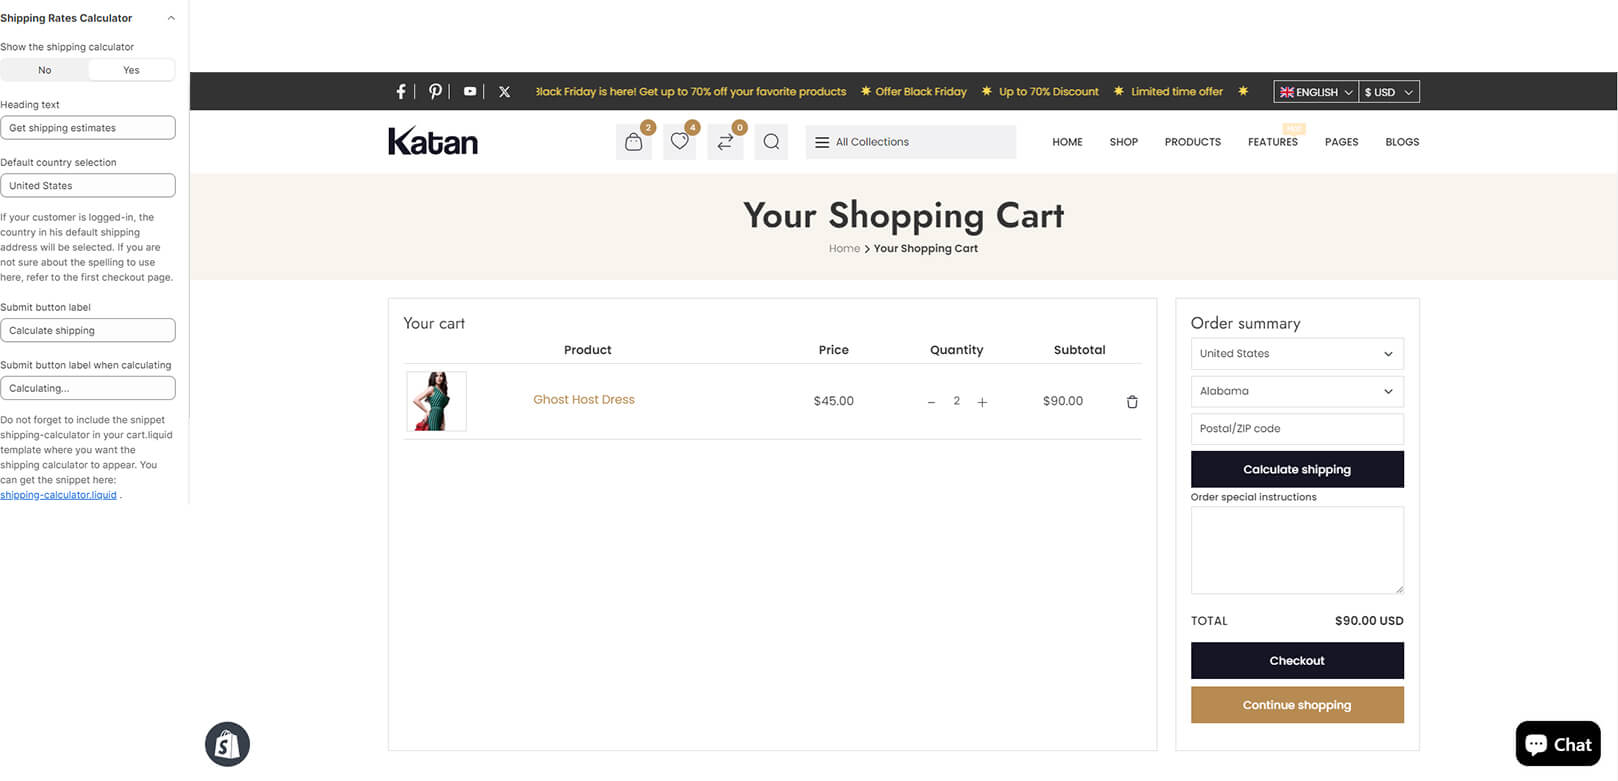 Shipping Rates Calculator
Show the shipping calculator
No Yes
Heading text
Get shipping estimates
Default country selection
United States
If your customer is logged-in, the
country in his default shipping
address will be selected. If you are
not sure about the spelling to use
here, refer to the first checkout page.
Submit button label
Calculate shipping
Submit button label when calculating
Calculating...
Do not forget to include the snippet
shipping-calculator in your cart.liquid
template where you want the
shipping calculator to appear. You
can get the snippet here:
shipping-calculator.liquid .
Black Friday is here! Get up to 70% off your favorite products Offer Black Friday Up to 70% Discount Limited time offer
ENGLISH $ USD
Katan
2 4 0
All Collections
HOME SHOP PRODUCTS FEATURES PAGES BLOGS
Your Shopping Cart
Home > Your Shopping Cart
Your cart
Product Price Quantity Subtotal
Ghost Host Dress $45.00 − 2 + $90.00
Order summary
United States
Alabama
Postal/ZIP code
Calculate shipping
Order special instructions
TOTAL $90.00 USD
Checkout
Continue shopping
Chat